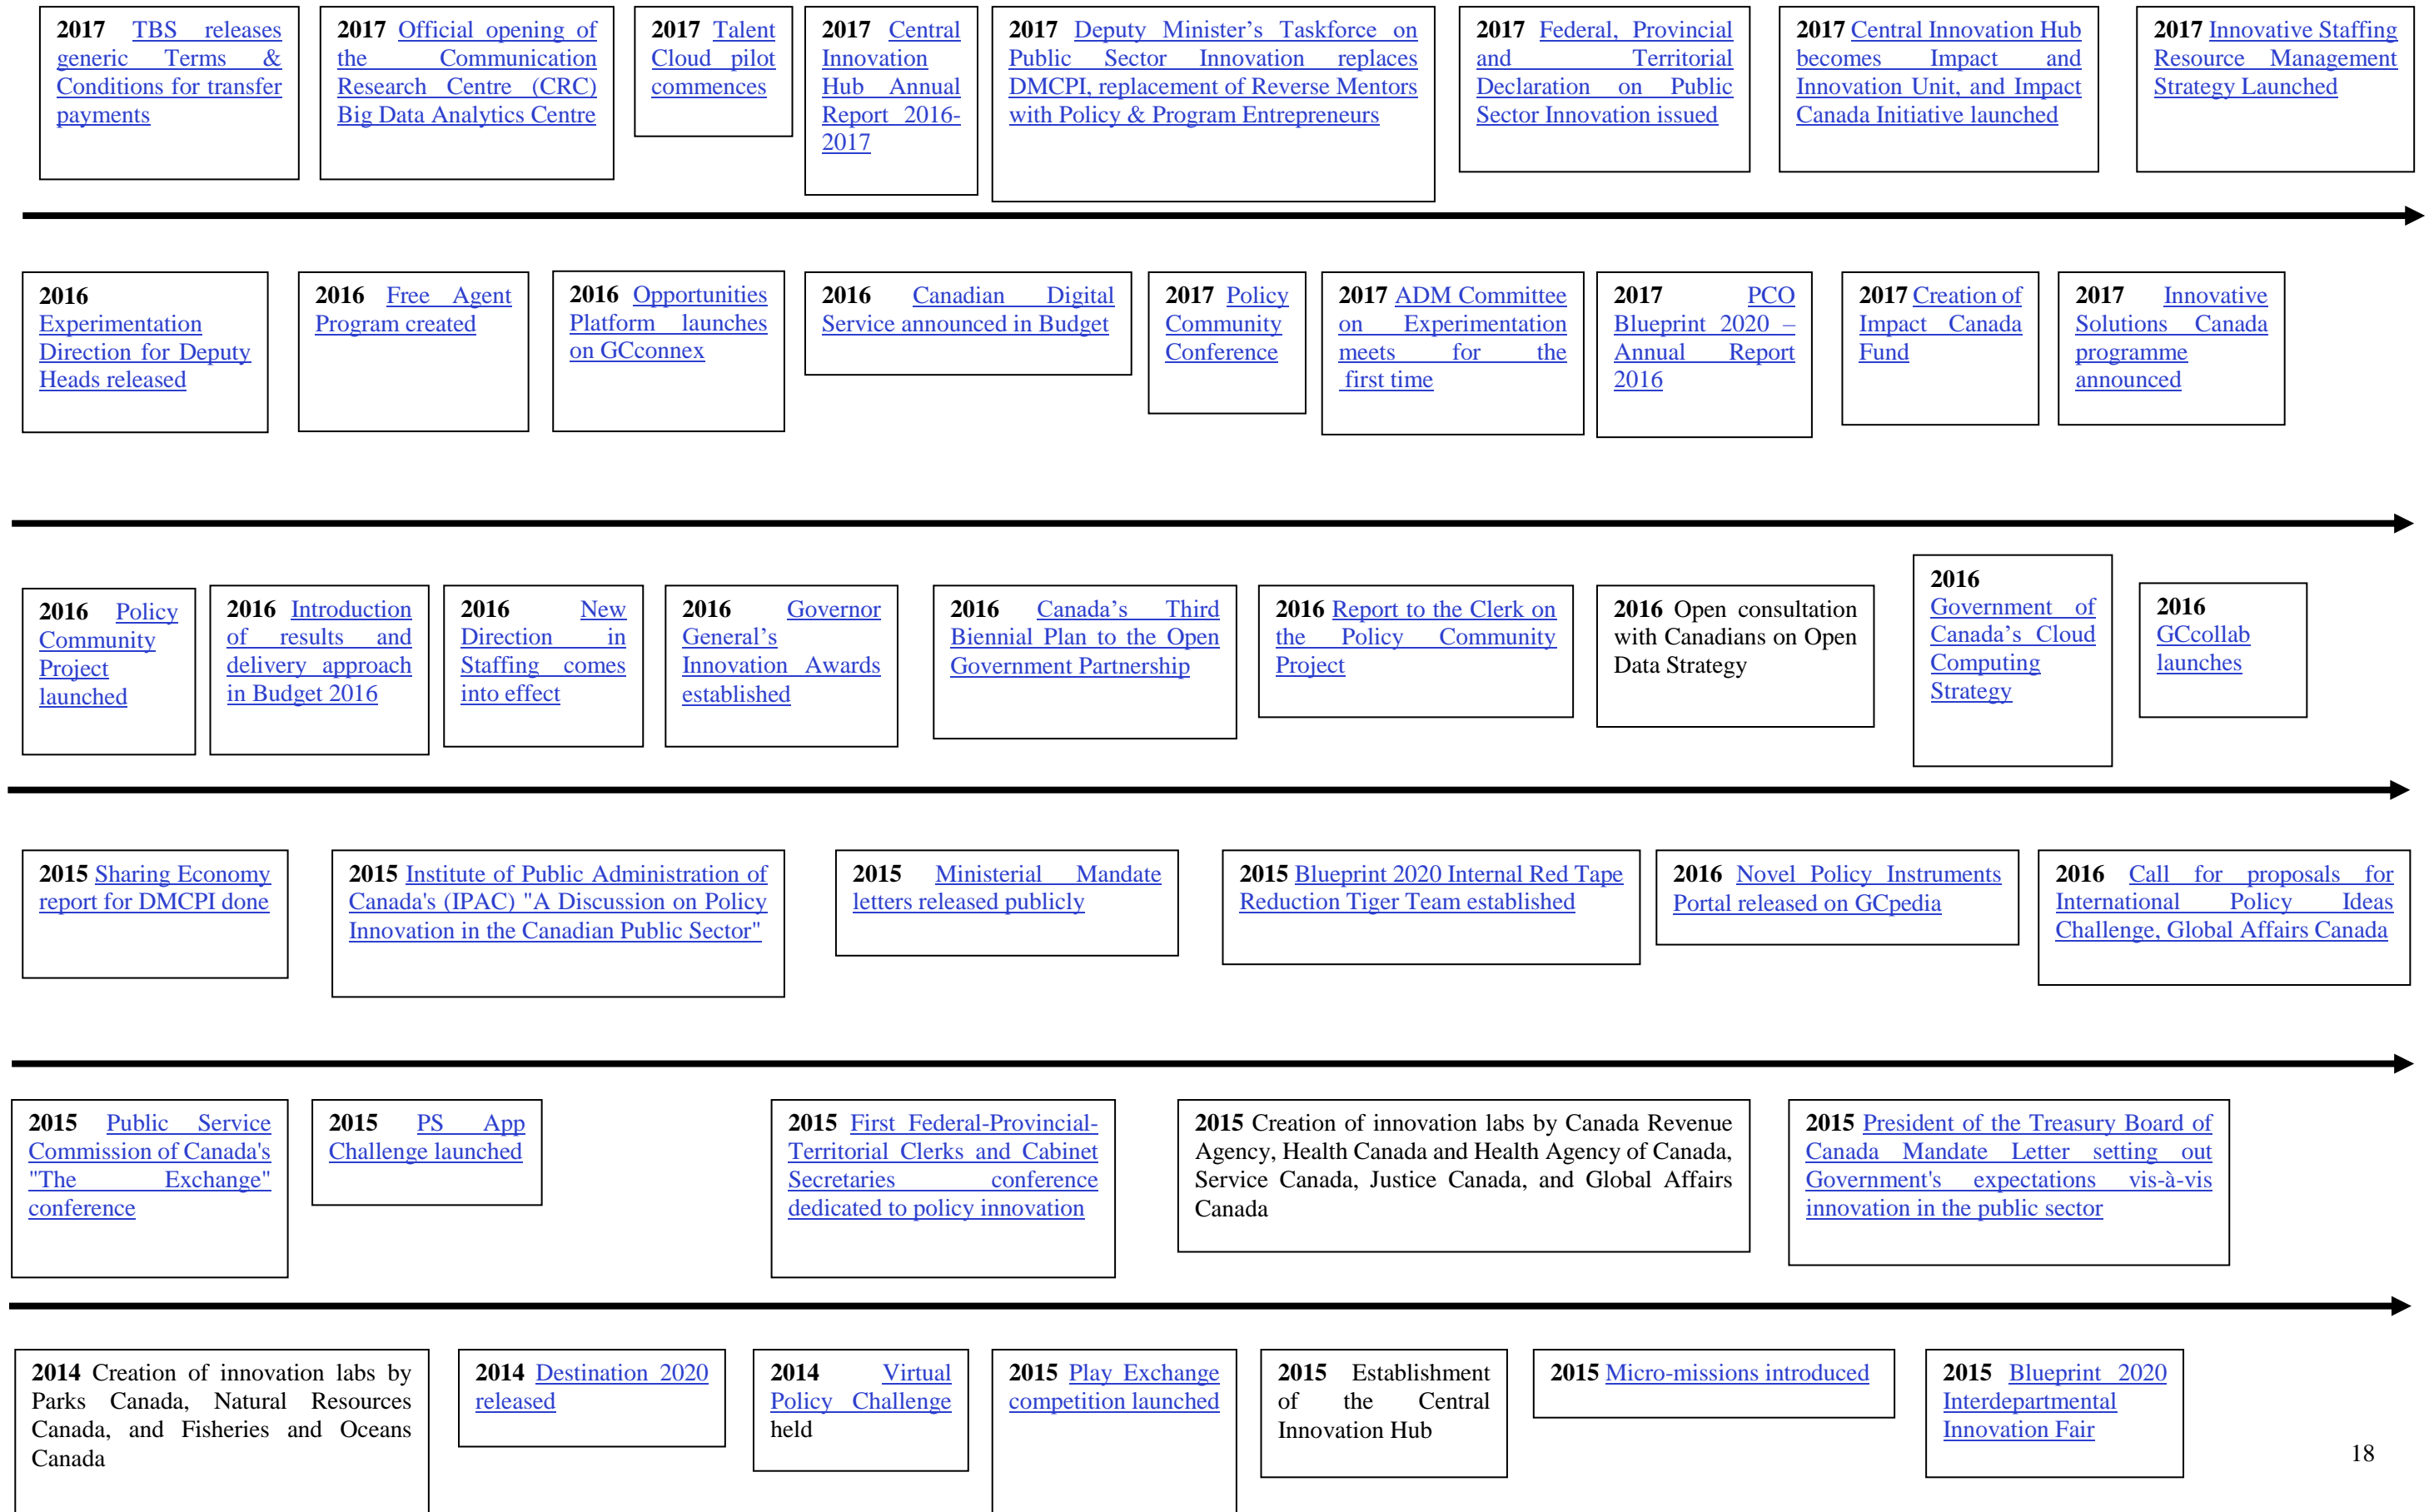 2017 TBS releases
generic Terms &
Conditions for transfer
payments
2017 Official opening of
the Communication
Research Centre (CRC)
Big Data Analytics Centre
2017 Talent
Cloud pilot
commences
2017 Central
Innovation
Hub Annual
Report 2016-
2017
2017 Deputy Minister’s Taskforce on
Public Sector Innovation replaces
DMCPI, replacement of Reverse Mentors
with Policy & Program Entrepreneurs
2017 Federal, Provincial
and Territorial
Declaration on Public
Sector Innovation issued
2017 Central Innovation Hub
becomes Impact and
Innovation Unit, and Impact
Canada Initiative launched
2017 Innovative Staffing
Resource Management
Strategy Launched
2016
Experimentation
Direction for Deputy
Heads released
2016 Free Agent
Program created
2016 Opportunities
Platform launches
on GCconnex
2016 Canadian Digital
Service announced in Budget
2017 Policy
Community
Conference
2017 ADM Committee
on Experimentation
meets for the
first time
2017 PCO
Blueprint 2020 –
Annual Report
2016
2017 Creation of
Impact Canada
Fund
2017 Innovative
Solutions Canada
programme
announced
2016 Policy
Community
Project
launched
2016 Introduction
of results and
delivery approach
in Budget 2016
2016 New
Direction in
Staffing comes
into effect
2016 Governor
General’s
Innovation Awards
established
2016 Canada’s Third
Biennial Plan to the Open
Government Partnership
2016 Report to the Clerk on
the Policy Community
Project
2016 Open consultation
with Canadians on Open
Data Strategy
2016
Government of
Canada’s Cloud
Computing
Strategy
2016
GCcollab
launches
2015 Sharing Economy
report for DMCPI done
2015 Institute of Public Administration of
Canada's (IPAC) "A Discussion on Policy
Innovation in the Canadian Public Sector"
2015 Ministerial Mandate
letters released publicly
2015 Blueprint 2020 Internal Red Tape
Reduction Tiger Team established
2016 Novel Policy Instruments
Portal released on GCpedia
2016 Call for proposals for
International Policy Ideas
Challenge, Global Affairs Canada
2015 Public Service
Commission of Canada's
"The Exchange"
conference
2015 PS App
Challenge launched
2015 First Federal-Provincial-
Territorial Clerks and Cabinet
Secretaries conference
dedicated to policy innovation
2015 Creation of innovation labs by Canada Revenue
Agency, Health Canada and Health Agency of Canada,
Service Canada, Justice Canada, and Global Affairs
Canada
2015 President of the Treasury Board of
Canada Mandate Letter setting out
Government's expectations vis-à-vis
innovation in the public sector
2014 Creation of innovation labs by
Parks Canada, Natural Resources
Canada, and Fisheries and Oceans
Canada
2014 Destination 2020
released
2014 Virtual
Policy Challenge
held
2015 Play Exchange
competition launched
2015 Establishment
of the Central
Innovation Hub
2015 Micro-missions introduced
2015 Blueprint 2020
Interdepartmental
Innovation Fair
18